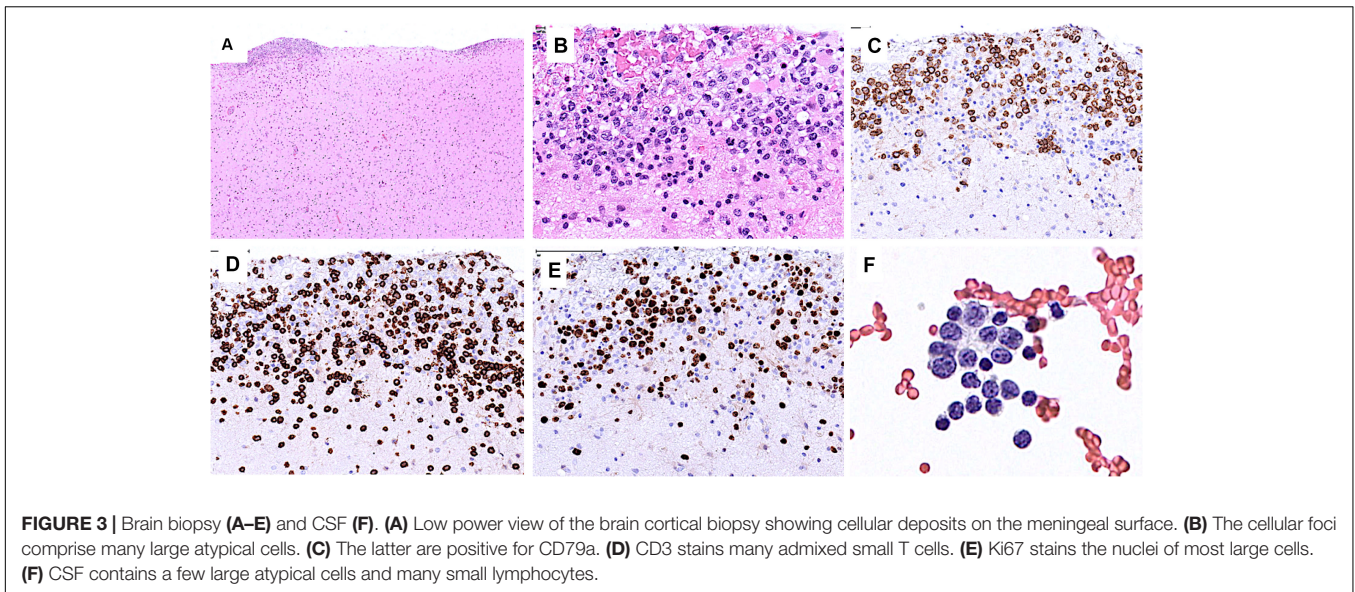 A
B
C
D
E
F
FIGURE 3 | Brain biopsy (A–E) and CSF (F). (A) Low power view of the brain cortical biopsy showing cellular deposits on the meningeal surface. (B) The cellular foci
comprise many large atypical cells. (C) The latter are positive for CD79a. (D) CD3 stains many admixed small T cells. (E) Ki67 stains the nuclei of most large cells.
(F) CSF contains a few large atypical cells and many small lymphocytes.